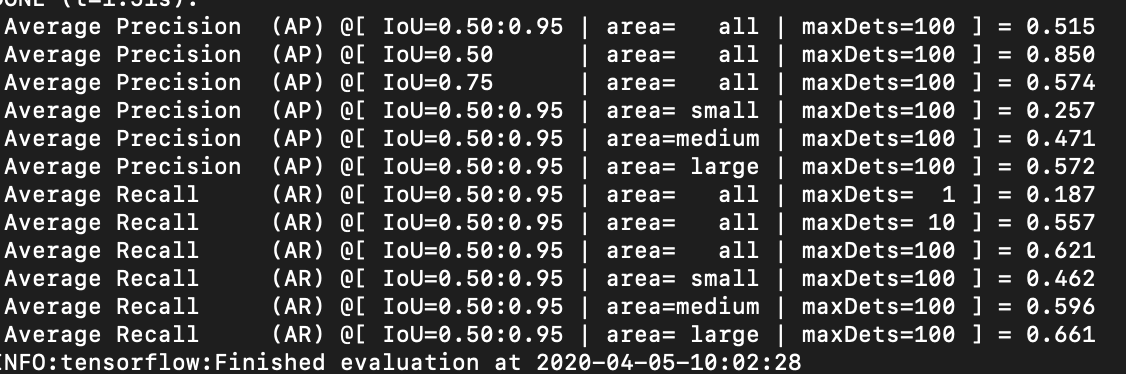 DONE (t=1.51s).
Average Precision  (AP) @[ IoU=0.50:0.95 | area=   all | maxDets=100 ] = 0.515
Average Precision  (AP) @[ IoU=0.50      | area=   all | maxDets=100 ] = 0.850
Average Precision  (AP) @[ IoU=0.75      | area=   all | maxDets=100 ] = 0.574
Average Precision  (AP) @[ IoU=0.50:0.95 | area= small | maxDets=100 ] = 0.257
Average Precision  (AP) @[ IoU=0.50:0.95 | area=medium | maxDets=100 ] = 0.471
Average Precision  (AP) @[ IoU=0.50:0.95 | area= large | maxDets=100 ] = 0.572
Average Recall     (AR) @[ IoU=0.50:0.95 | area=   all | maxDets=  1 ] = 0.187
Average Recall     (AR) @[ IoU=0.50:0.95 | area=   all | maxDets= 10 ] = 0.557
Average Recall     (AR) @[ IoU=0.50:0.95 | area=   all | maxDets=100 ] = 0.621
Average Recall     (AR) @[ IoU=0.50:0.95 | area= small | maxDets=100 ] = 0.462
Average Recall     (AR) @[ IoU=0.50:0.95 | area=medium | maxDets=100 ] = 0.596
Average Recall     (AR) @[ IoU=0.50:0.95 | area= large | maxDets=100 ] = 0.661
INFO:tensorflow:Finished evaluation at 2020-04-05-10:02:28